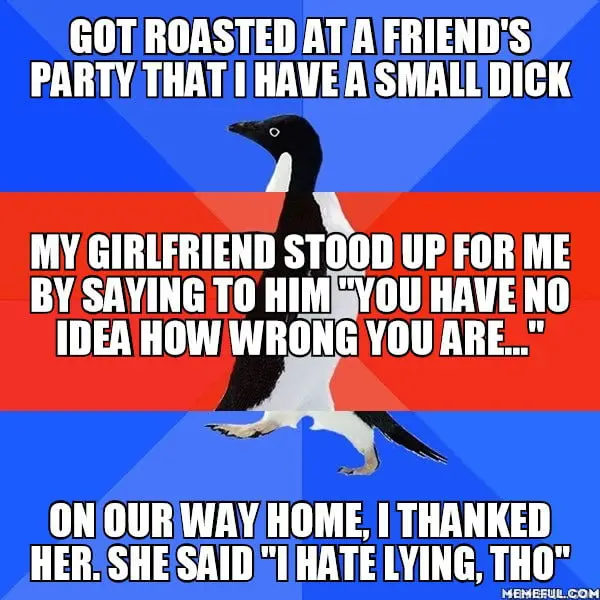 GOT ROASTED AT A FRIEND'S
PARTY THAT I HAVE A SMALL DICK
MY GIRLFRIEND STOOD UP FOR ME
BY SAYING TO HIM "YOU HAVE NO
IDEA HOW WRONG YOU ARE..."
ON OUR WAY HOME, I THANKED
HER. SHE SAID "I HATE LYING, THO"
MEMEFUL.COM